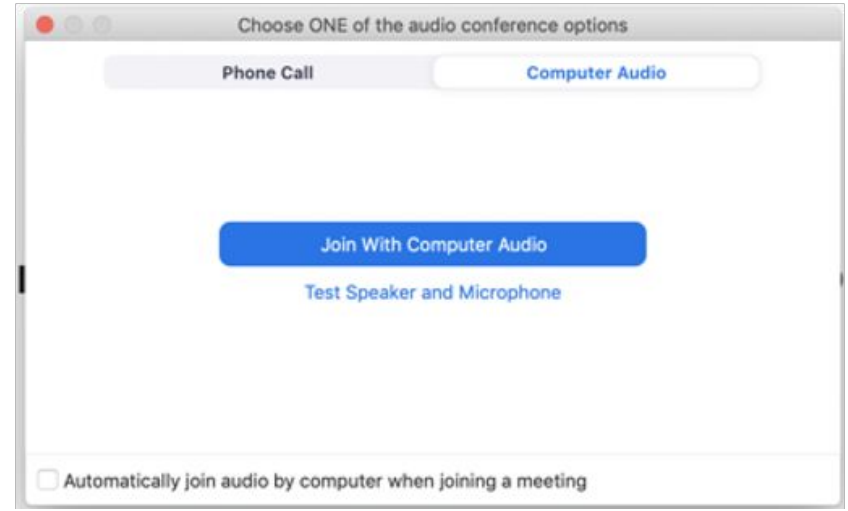 Choose ONE of the audio conference options
Phone Call
Computer Audio
Join With Computer Audio
Test Speaker and Microphone
Automatically join audio by computer when joining a meeting